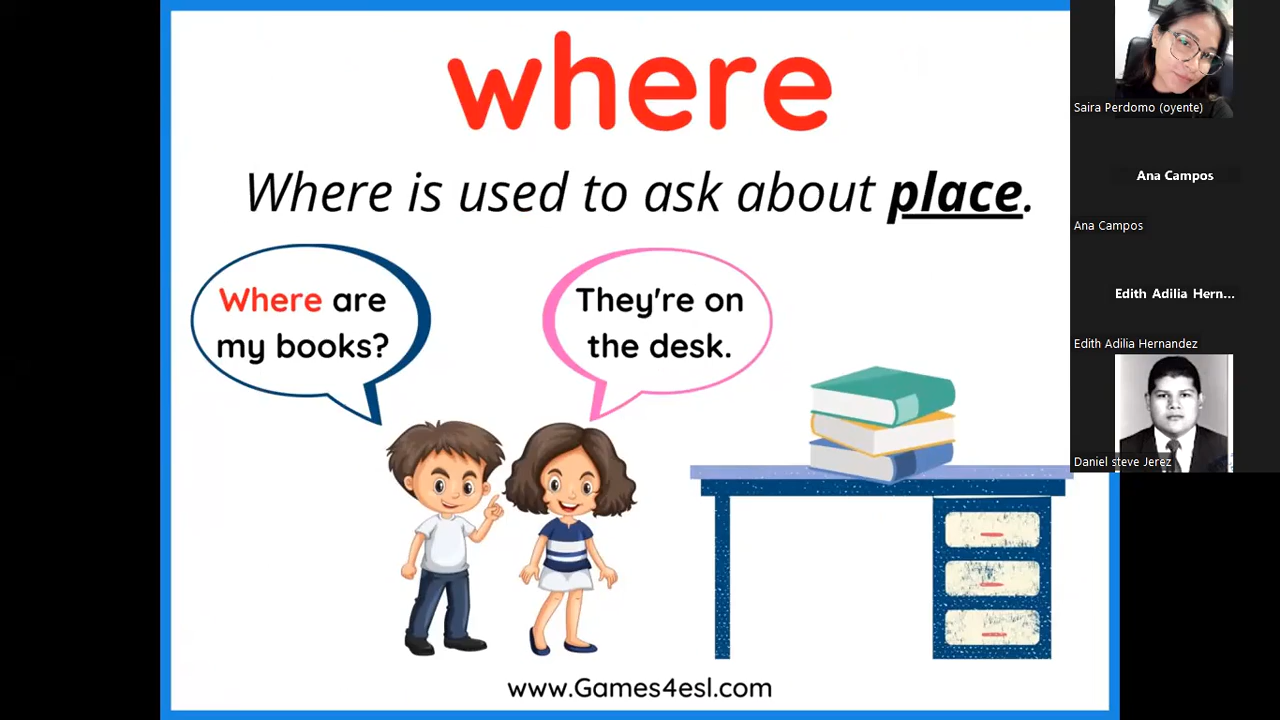 where
Where is used to ask about place.
Where are
my books?
They're on
the desk.
www.Games4esl.com
Saira Perdomo (oyente)
Ana Campos
Ana Campos
Edith Adilia Hern...
Edith Adilia Hernandez
Daniel steve Jerez